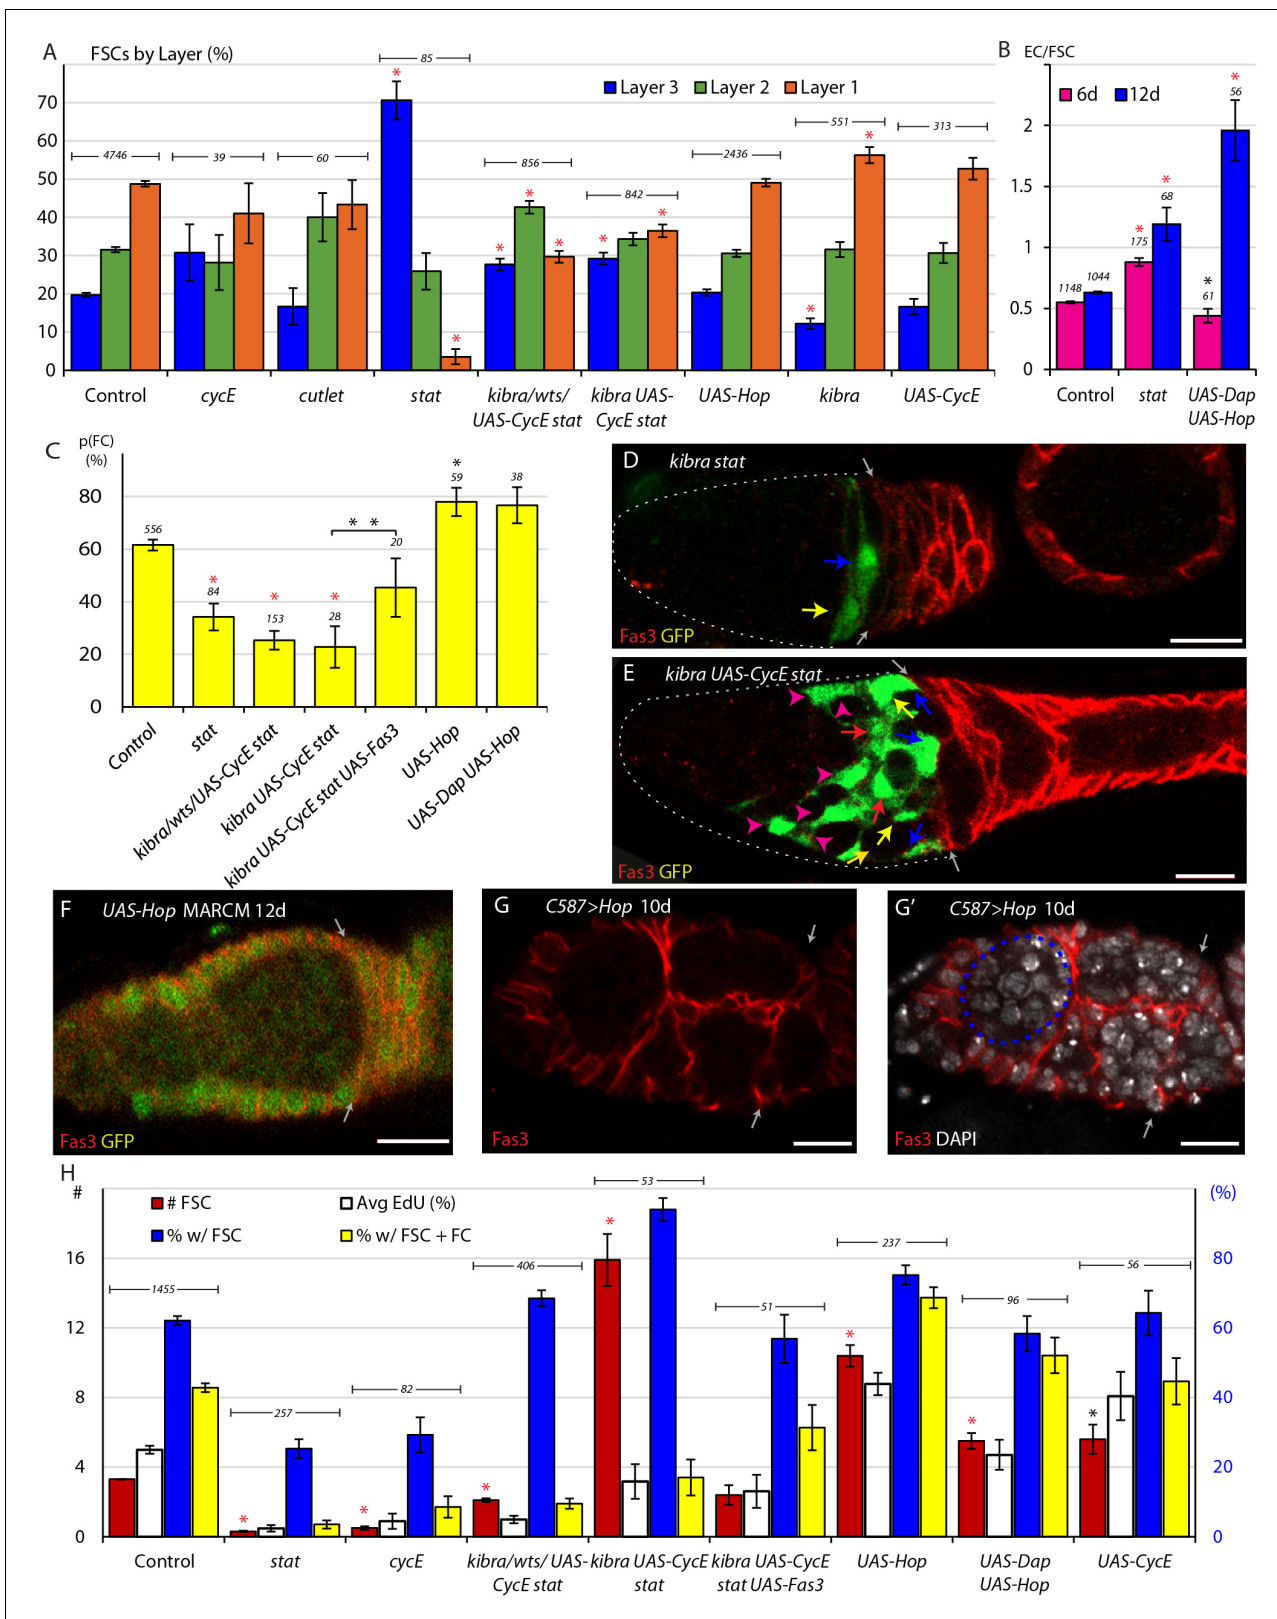 A
FSCs by Layer (%)
Layer 3
Layer 2
Layer 1
70
60
50
40
30
20
10
0
4746
39
60
85
856
842
2436
551
313
*
*
*
*
*
*
*
*
*
Control
cycE
cutlet
stat
kibra/wts/
UAS-CycE stat
kibra UAS-
CycE stat
UAS-Hop
kibra
UAS-CycE
B
EC/FSC
6d
12d
2
1.5
1
0.5
0
1148
1044
*
175
*
68
*
61
*
56
Control
stat
UAS-Dap
UAS-Hop
C
p(FC)
(%)
80
60
40
20
0
556
*
84
*
153
*
28
* *
20
*
59
38
Control
stat
kibra/wts/UAS-CycE stat
kibra UAS-CycE stat
kibra UAS-CycE stat UAS-Fas3
UAS-Hop
UAS-Dap UAS-Hop
D
kibra stat
Fas3 GFP
E
kibra UAS-CycE stat
Fas3 GFP
F
UAS-Hop MARCM 12d
Fas3 GFP
G
C587>Hop 10d
Fas3
G’
C587>Hop 10d
Fas3 DAPI
H
#
(%)
# FSC
Avg EdU (%)
% w/ FSC
% w/ FSC + FC
16
12
8
4
0
80
60
40
20
0
1455
257
82
406
53
51
237
96
56
*
*
*
*
*
*
*
Control
stat
cycE
kibra/wts/ UAS-
CycE stat
kibra UAS-CycE
stat
kibra UAS-CycE
stat UAS-Fas3
UAS-Hop
UAS-Dap
UAS-Hop
UAS-CycE